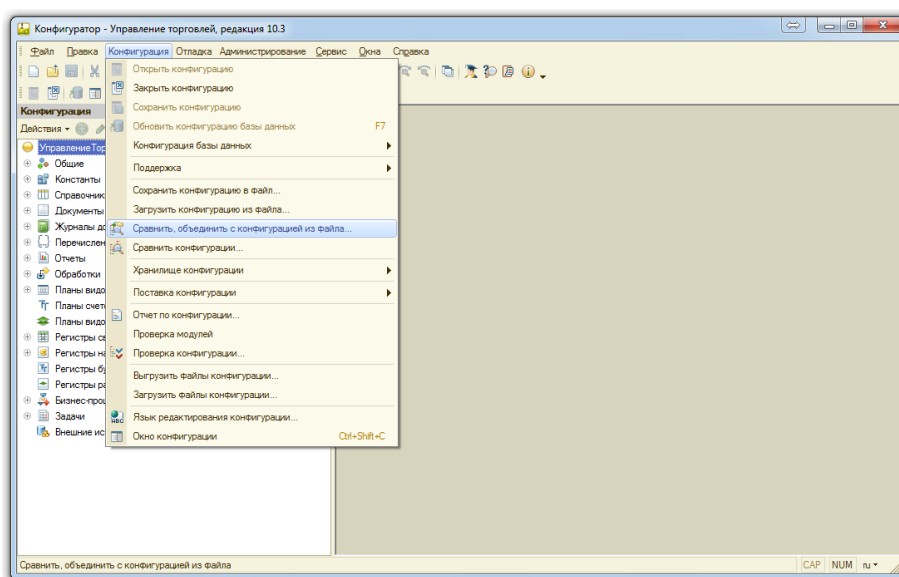 Конфигуратор - Управление торговлей, редакция 10.3
Файл Правка Конфигурация Отладка Администрирование Сервис Окна Справка
Открыть конфигурацию
Закрыть конфигурацию
Конфигурация
Сохранить конфигурацию
Действия
Обновить конфигурацию базы данных F7
УправлениеТор
Конфигурация базы данных
Общие
Поддержка
Константы
Сохранить конфигурацию в файл...
Справочник
Загрузить конфигурацию из файла...
Документы
Сравнить, объединить с конфигурацией из файла...
Журналы до
Сравнить конфигурации...
Перечислен
Отчеты
Хранилище конфигурации
Обработки
Поставка конфигурации
Планы видо
Планы счет
Отчет по конфигурации...
Планы видо
Проверка модулей
Регистры св
Проверка конфигурации...
Регистры на
Регистры бу
Выгрузить файлы конфигурации...
Регистры ра
Загрузить файлы конфигурации...
Бизнес-проц
Задачи
Язык редактирования конфигурации...
Внешние ис
Окно конфигурации Ctrl+Shift+C
Сравнить, объединить с конфигурацией из файла
CAP NUM ru